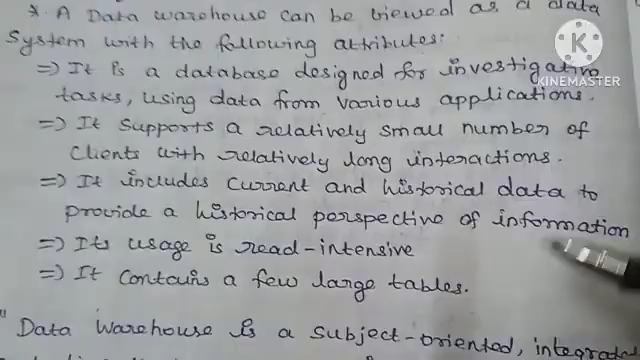 * A Data warehouse can be viewed as a data
System with the following attributes:
=> It is a database designed for investigative
tasks, using data from various applications.
=> It supports a relatively small number of
clients with relatively long interactions.
=> It includes current and historical data to
provide a historical perspective of information
=> Its usage is read-intensive
=> It contains a few large tables.
" Data warehouse is a subject-oriented, integrated
K
KINEMASTER